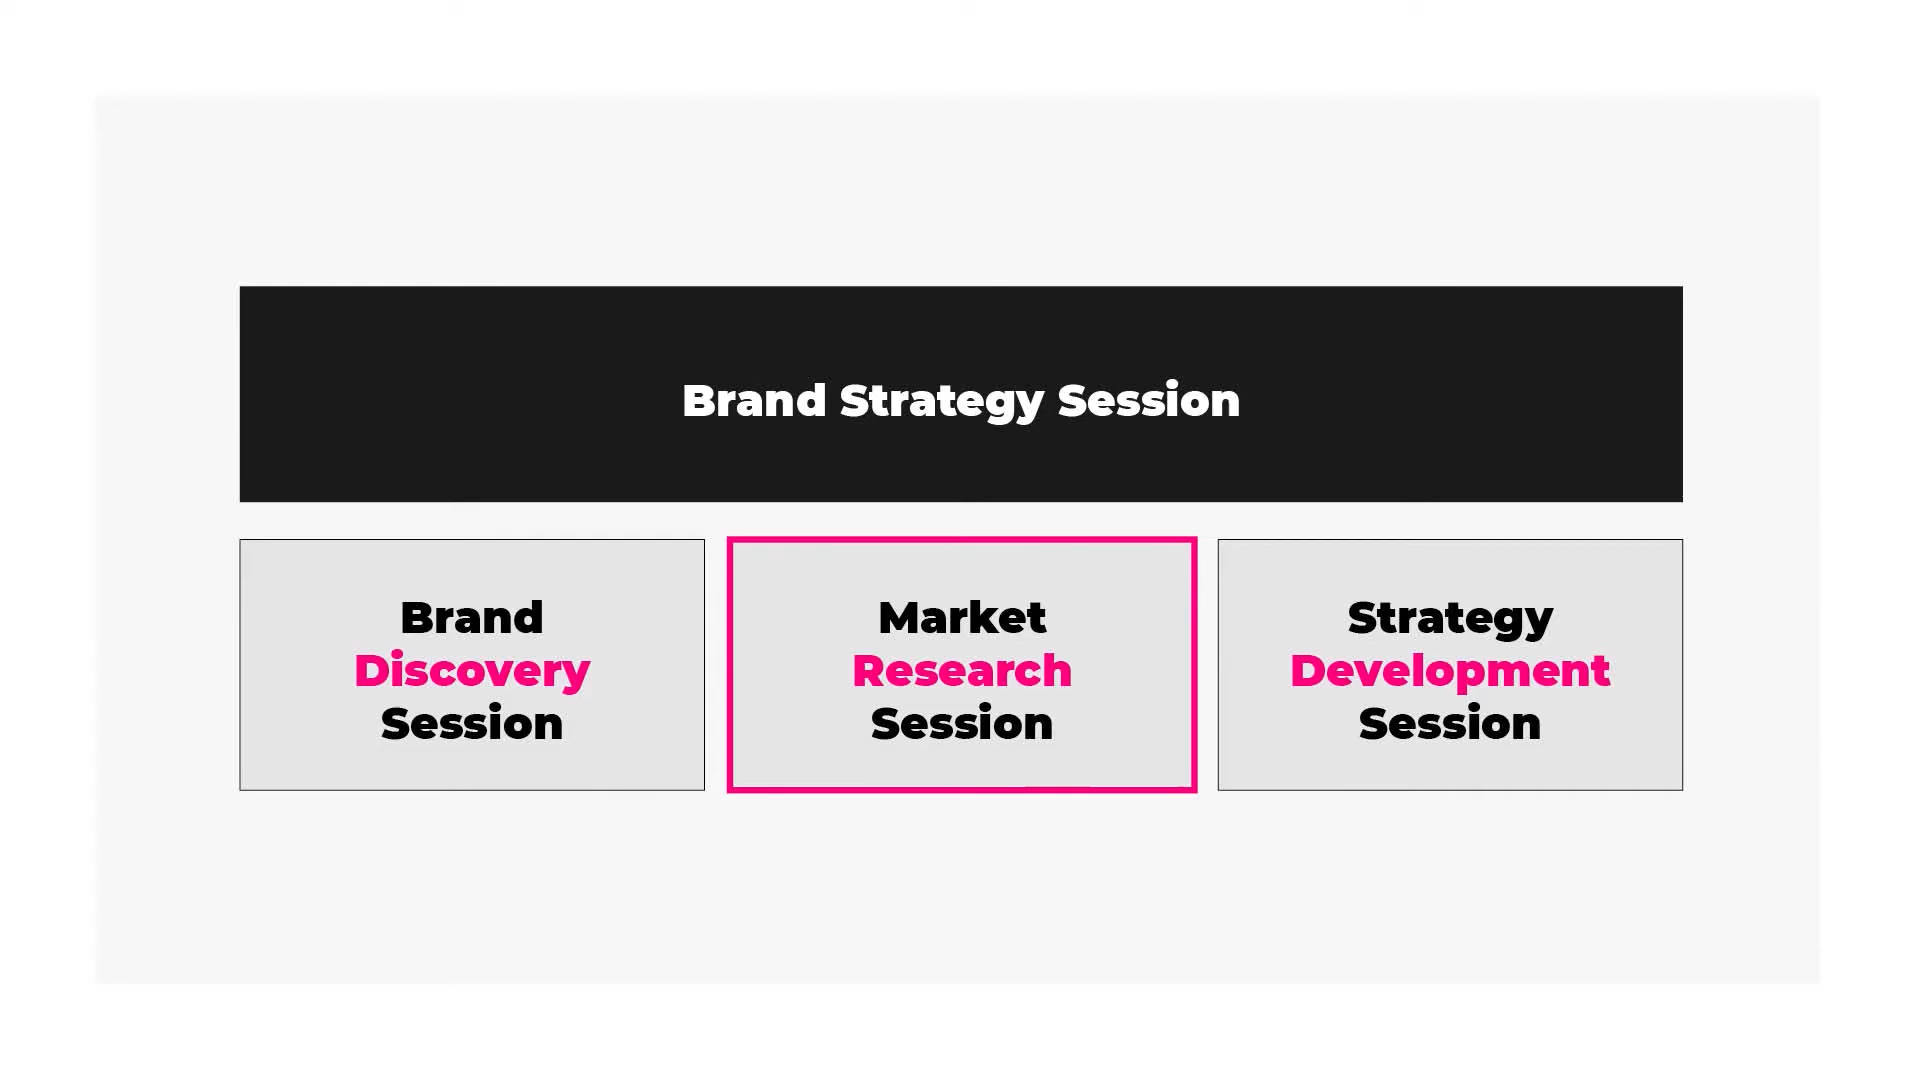 Brand Strategy Session
Brand
Discovery
Session
Market
Research
Session
Strategy
Development
Session